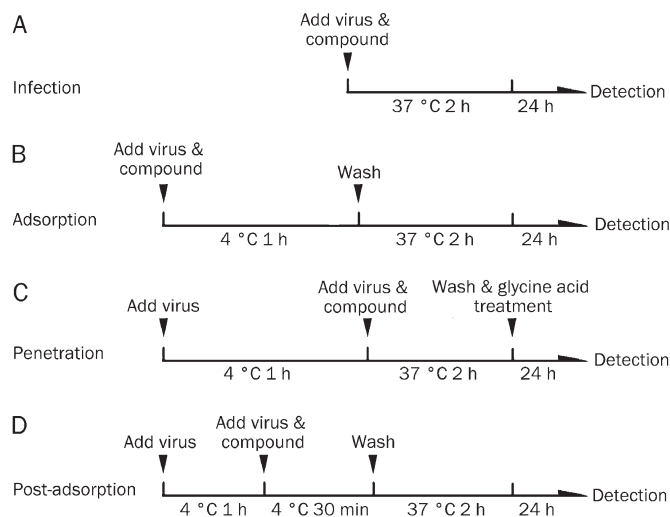 A
Add virus &
compound
Infection
37 °C 2 h
24 h
Detection
B
Add virus &
compound
Wash
Adsorption
4 °C 1 h
37 °C 2 h
24 h
Detection
C
Add virus
Add virus &
compound
Wash & glycine acid
treatment
Penetration
4 °C 1 h
37 °C 2 h
24 h
Detection
D
Add virus
Add virus &
compound
Wash
Post-adsorption
4 °C 1 h
4 °C 30 min
37 °C 2 h
24 h
Detection